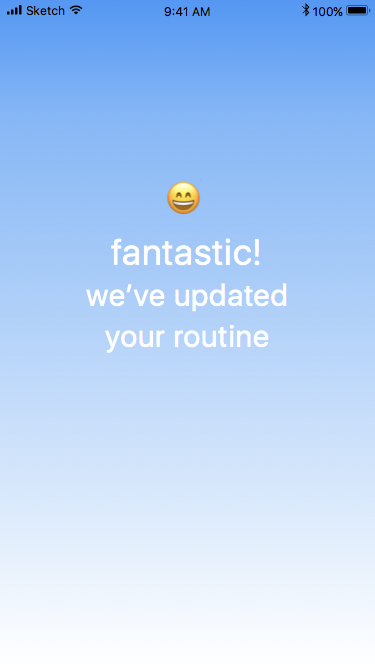 Sketch 9:41 AM 100%
fantastic!
we’ve updated
your routine